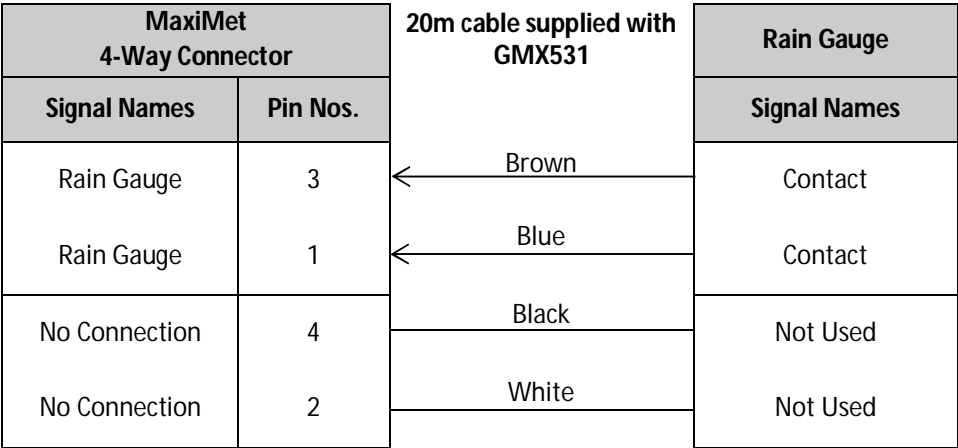 MaxiMet
4-Way Connector
20m cable supplied with
GMX531
Rain Gauge
Signal Names
Pin Nos.
Signal Names
Rain Gauge
3
Brown
Contact
Rain Gauge
1
Blue
Contact
No Connection
4
Black
Not Used
No Connection
2
White
Not Used